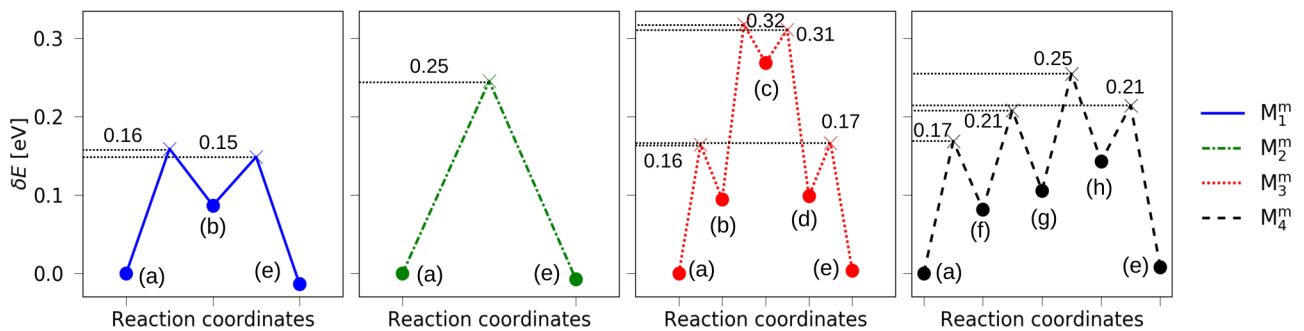 δE [eV]
0.3
0.2
0.1
0.0
0.16
0.15
(a)
(b)
(e)
Reaction coordinates
0.25
(a)
(e)
Reaction coordinates
0.32
0.31
(c)
0.17
0.16
(b)
(d)
(a)
(e)
Reaction coordinates
0.25
0.21
0.17
0.21
(h)
(g)
(f)
(a)
(e)
Reaction coordinates
M₁ᵐ
M₂ᵐ
M₃ᵐ
M₄ᵐ